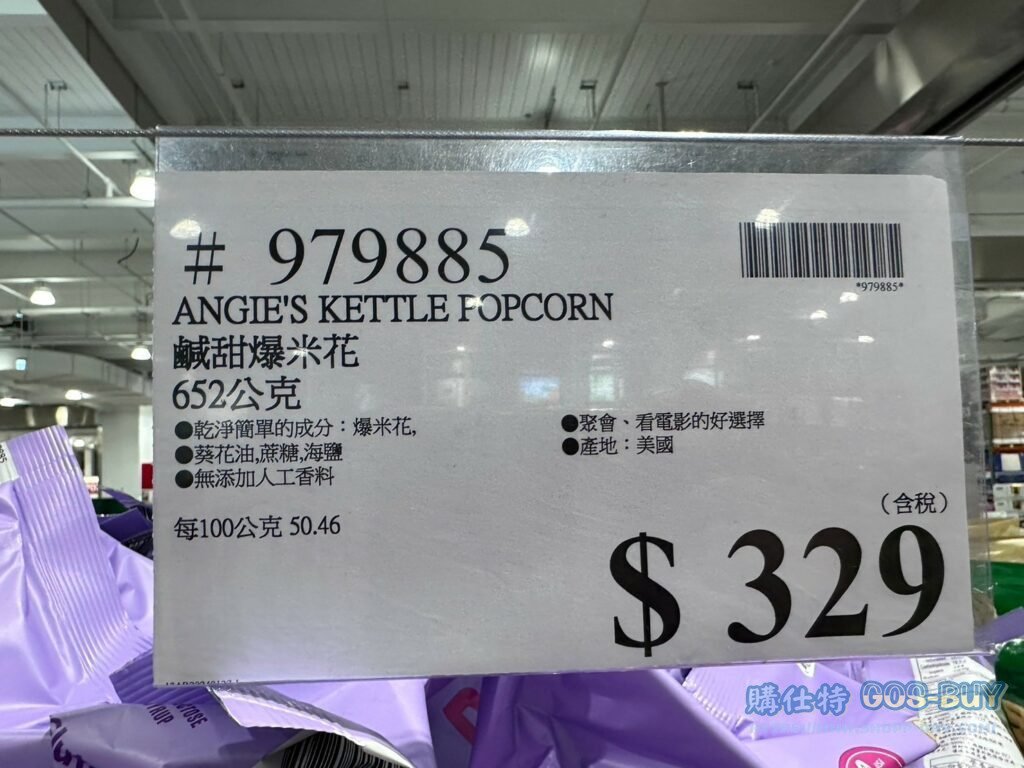 # 979885
*979885*
ANGIE'S KETTLE POPCORN
鹹甜爆米花
652公克
●乾淨簡單的成分：爆米花,
●葵花油,蔗糖,海鹽
●無添加人工香料
●聚會、看電影的好選擇
●產地：美國
每100公克 50.46
（含稅）
$ 329
購仕特 GOS-BUY